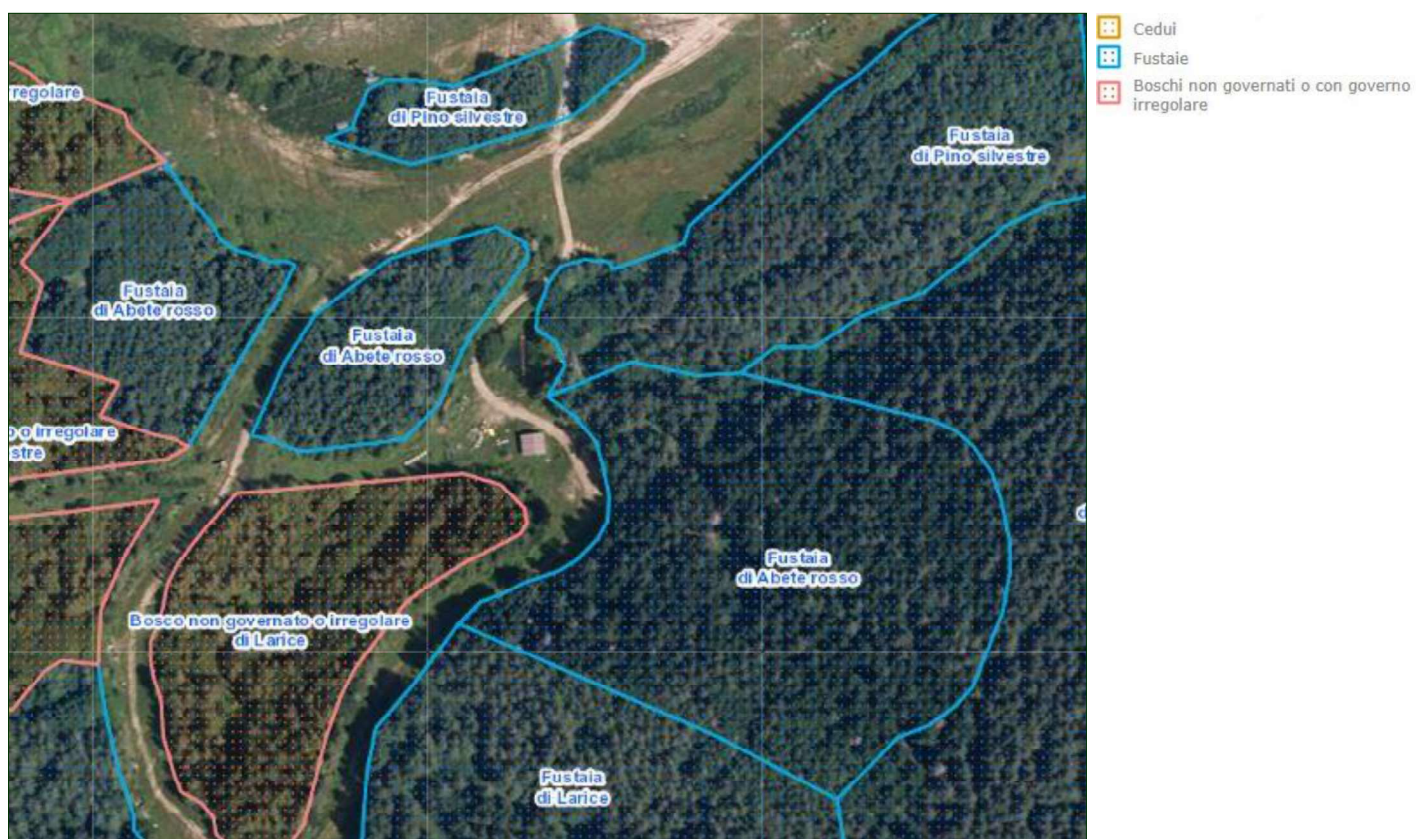 Cedui
Fustaie
Boschi non governati o con governo
irregolare
regolare
Fustaia
di Pino silvestre
Fustaia
di Pino silvestre
Fustaia
di Abete rosso
Fustaia
di Abete rosso
o o irregolare
stre
Fustaia
di Abete rosso
Bosco non governato o irregolare
di Larice
Fustaia
di Larice